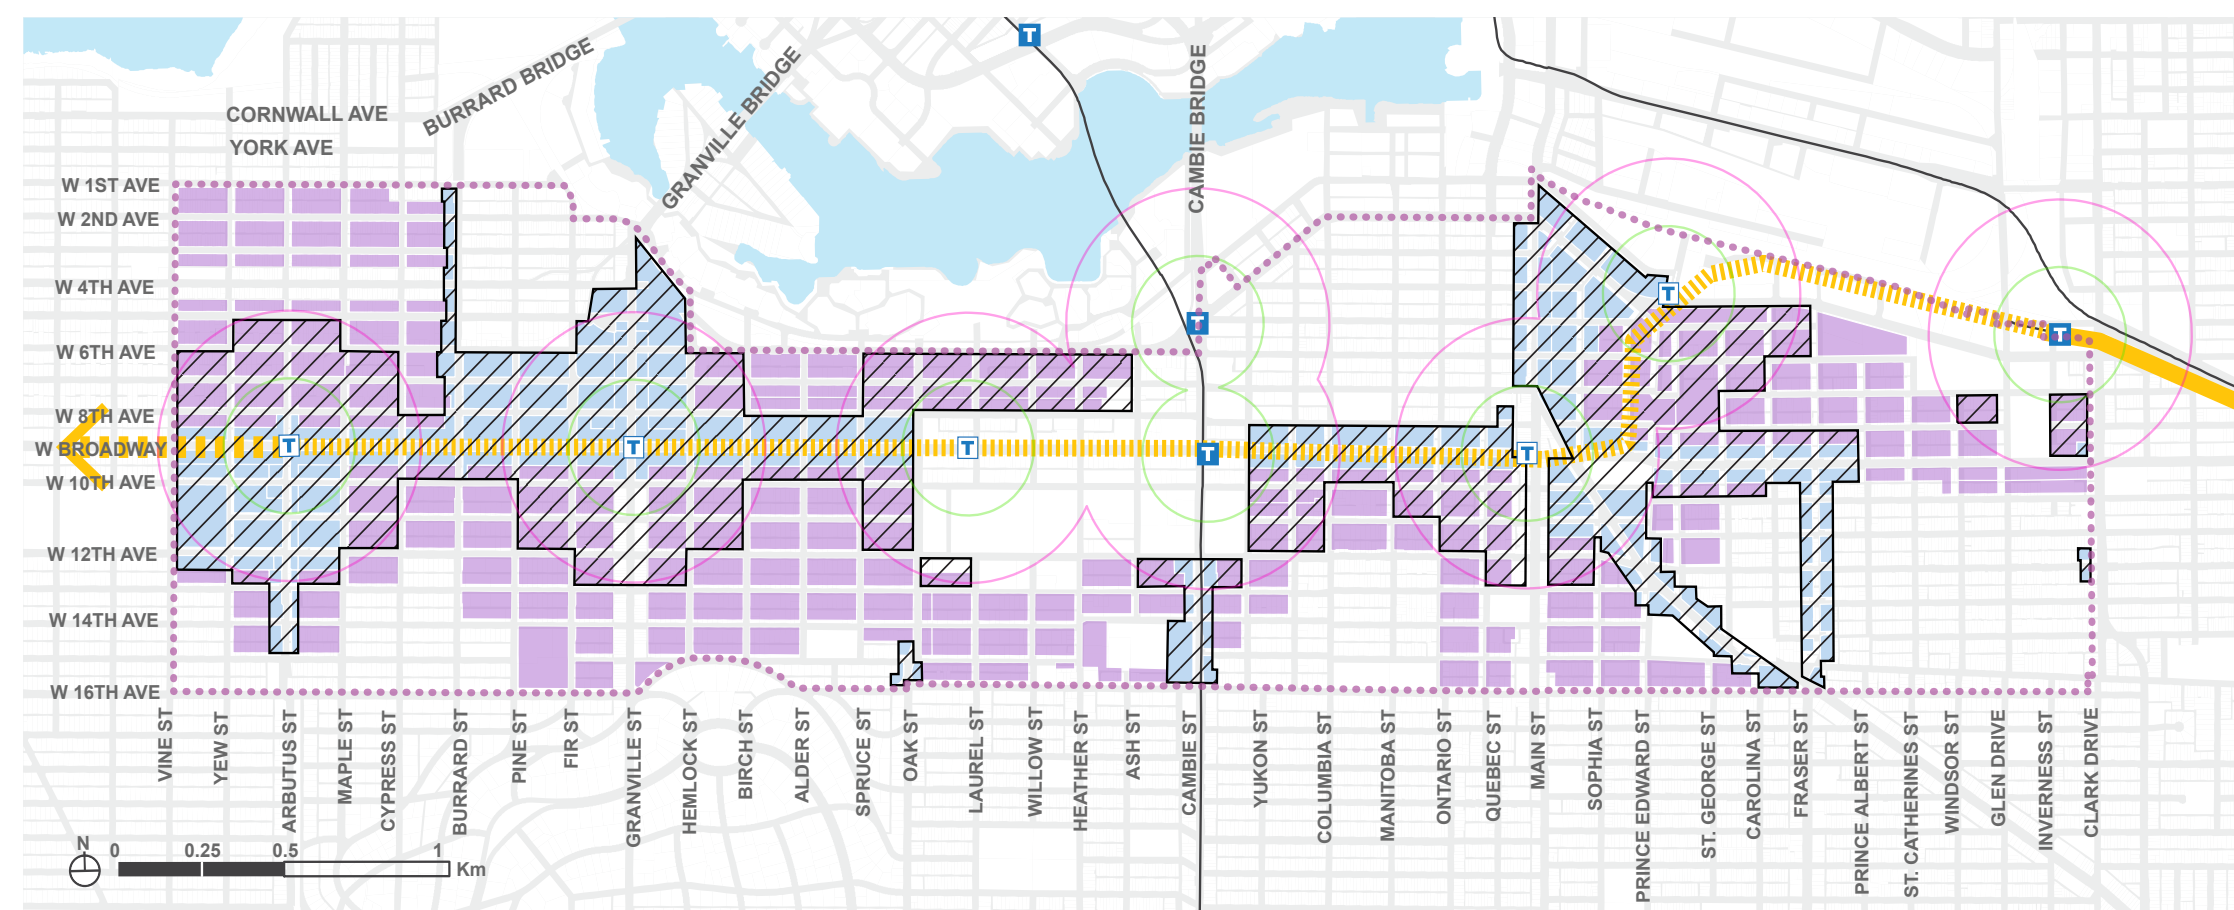 T
CORNWALL AVE
YORK AVE
BURRARD BRIDGE
GRANVILLE BRIDGE
CAMBIE BRIDGE
W 1ST AVE
W 2ND AVE
W 4TH AVE
W 6TH AVE
W 8TH AVE
W BROADWAY
W 10TH AVE
W 12TH AVE
W 14TH AVE
W 16TH AVE
T
T
T
T
T
T
T
T
VINE ST
YEW ST
ARBUTUS ST
MAPLE ST
CYPRESS ST
BURRARD ST
PINE ST
FIR ST
GRANVILLE ST
HEMLOCK ST
BIRCH ST
ALDER ST
SPRUCE ST
OAK ST
LAUREL ST
WILLOW ST
HEATHER ST
ASH ST
CAMBIE ST
YUKON ST
COLUMBIA ST
MANITOBA ST
ONTARIO ST
QUEBEC ST
MAIN ST
SOPHIA ST
PRINCE EDWARD ST
ST. GEORGE ST
CAROLINA ST
FRASER ST
PRINCE ALBERT ST
ST. CATHERINES ST
WINDSOR ST
GLEN DRIVE
INVERNESS ST
CLARK DRIVE
N
0 0.25 0.5 1
Km